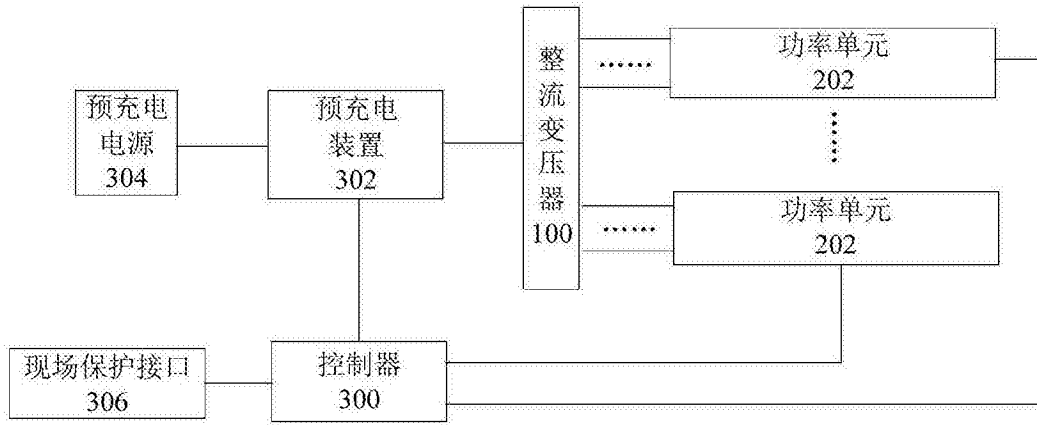 预充电
电源
304
预充电
装置
302
整
流
变
压
器
100
......
功率单元
202
......
......
功率单元
202
现场保护接口
306
控制器
300